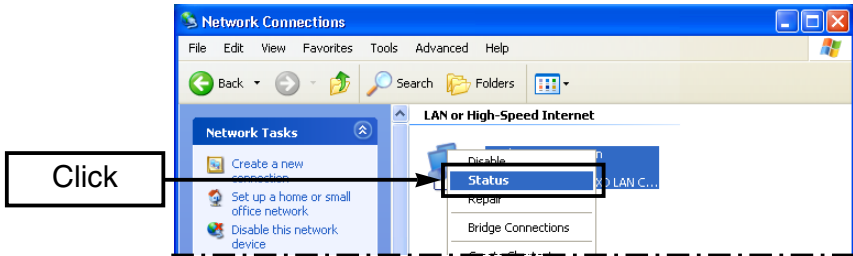 Network Connections
File Edit View Favorites Tools Advanced Help
Back Search Folders
LAN or High-Speed Internet
Network Tasks
Create a new
connection
Set up a home or small
office network
Disable this network
device
Click
n
Disable
Status
XD LAN C...
Repair
Bridge Connections